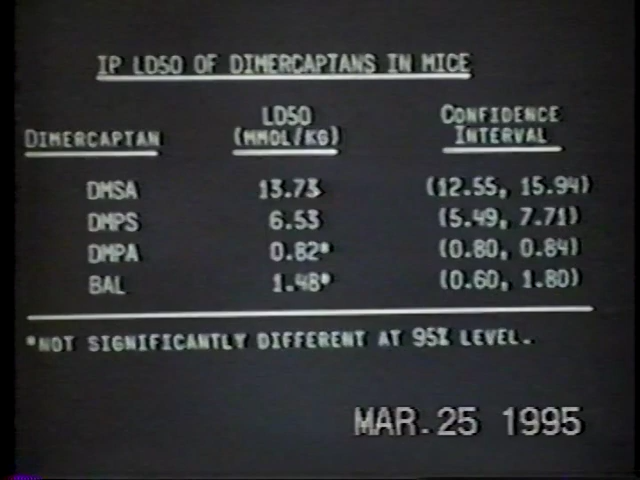 IP LD50 OF DIMERCAPTANS IN MICE
DIMERCAPTAN LD50 (MMOL/KG) CONFIDENCE INTERVAL
DMSA 13.73 (12.55, 15.94)
DMPS 6.53 (5.49, 7.71)
DMPA 0.82* (0.80, 0.84)
BAL 1.48* (0.60, 1.80)
*NOT SIGNIFICANTLY DIFFERENT AT 95% LEVEL.
MAR.25 1995